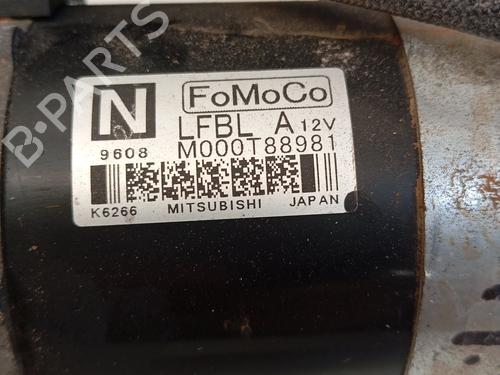 N FoMoCo
LFBL A 12V
9608 M000T88981
K6266 MITSUBISHI JAPAN
B-PARTS